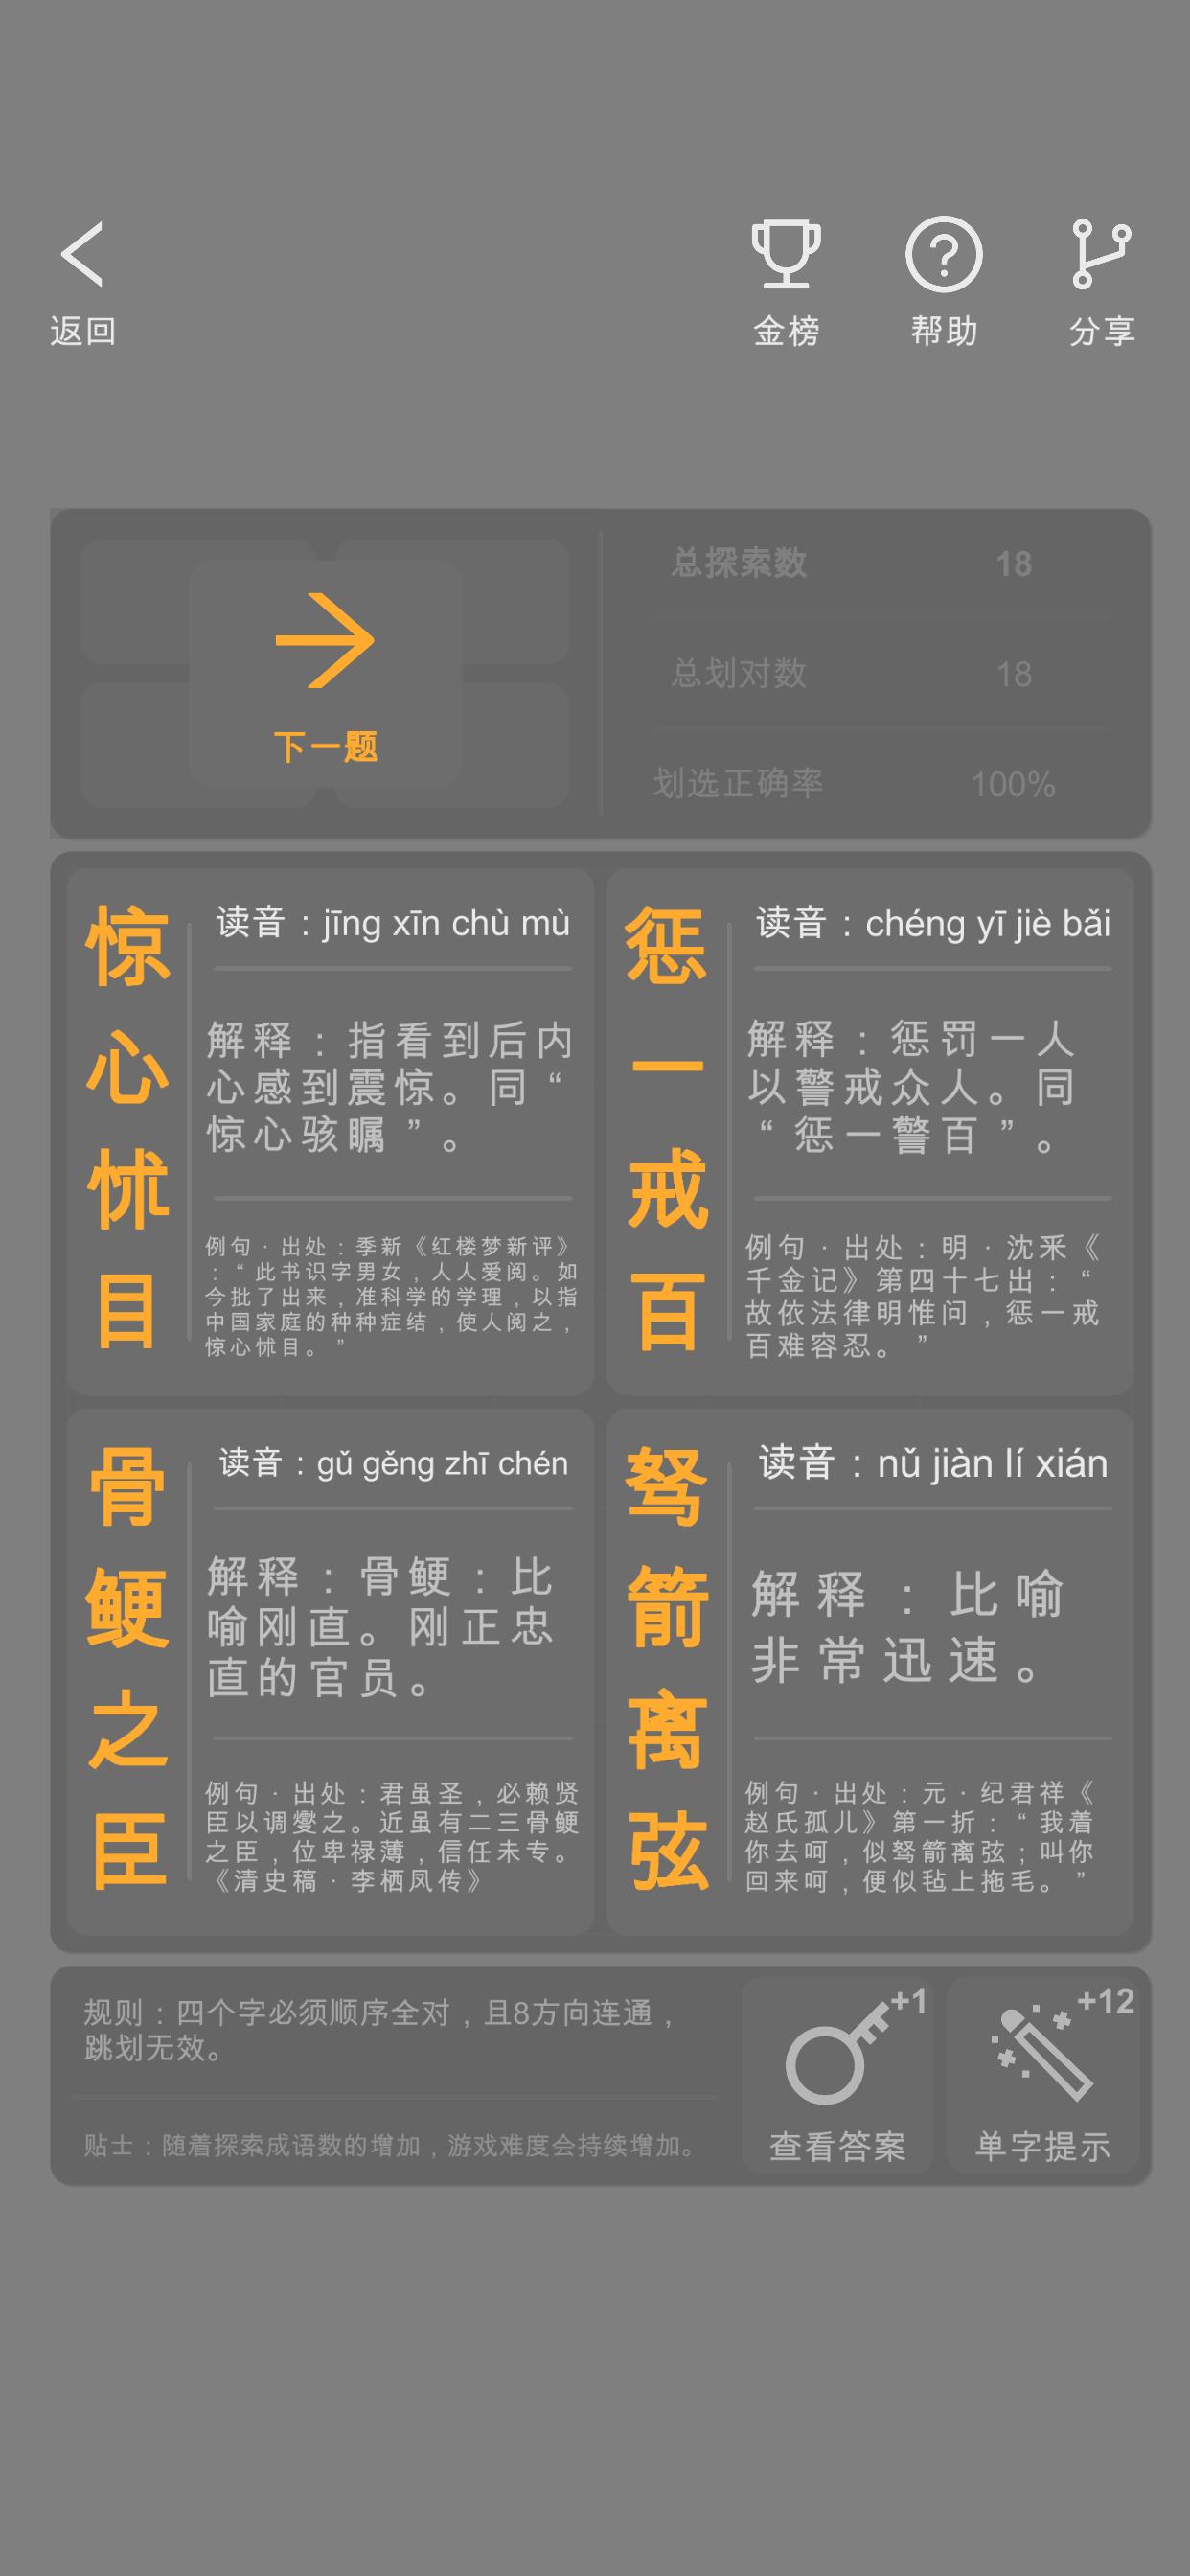 返回
金榜
帮助
分享
总探索数 18
总划对数 18
划选正确率 100%
下一题
惊心怵目
读音：jīng xīn chù mù
解释：指看到后内
心感到震惊。同“
惊心骇瞩”。
例句·出处：季新《红楼梦新评》
：“此书识字男女，人人爱阅。如
今批了出来，准科学的学理，以指
中国家庭的种种症结，使人阅之，
惊心怵目。”
惩一戒百
读音：chéng yī jiè bǎi
解释：惩罚一人
以警戒众人。同
“惩一警百”。
例句·出处：明·沈采《
千金记》第四十七出：“
故依法律明惟问，惩一戒
百难容忍。”
骨鲠之臣
读音：gǔ gěng zhī chén
解释：骨鲠：比
喻刚直。刚正忠
直的官员。
例句·出处：君虽圣，必赖贤
臣以调燮之。近虽有二三骨鲠
之臣，位卑禄薄，信任未专。
《清史稿·李栖凤传》
驽箭离弦
读音：nǔ jiàn lí xián
解释：比喻
非常迅速。
例句·出处：元·纪君祥《
赵氏孤儿》第一折：“我着
你去呵，似驽箭离弦；叫你
回来呵，便似毡上拖毛。”
规则：四个字必须顺序全对，且8方向连通，
跳划无效。
贴士：随着探索成语数的增加，游戏难度会持续增加。
+1
查看答案
+12
单字提示